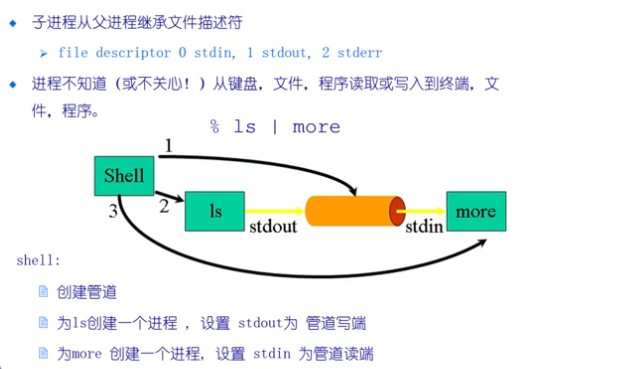 子进程从父进程继承文件描述符
file descriptor 0 stdin, 1 stdout, 2 stderr
进程不知道（或不关心！）从键盘，文件，程序读取或写入到终端，文
件，程序。
% ls | more
1
Shell
3
2
ls
stdout
stdin
more
shell:
创建管道
为ls创建一个进程 ，设置 stdout为 管道写端
为more 创建一个进程，设置 stdin 为管道读端